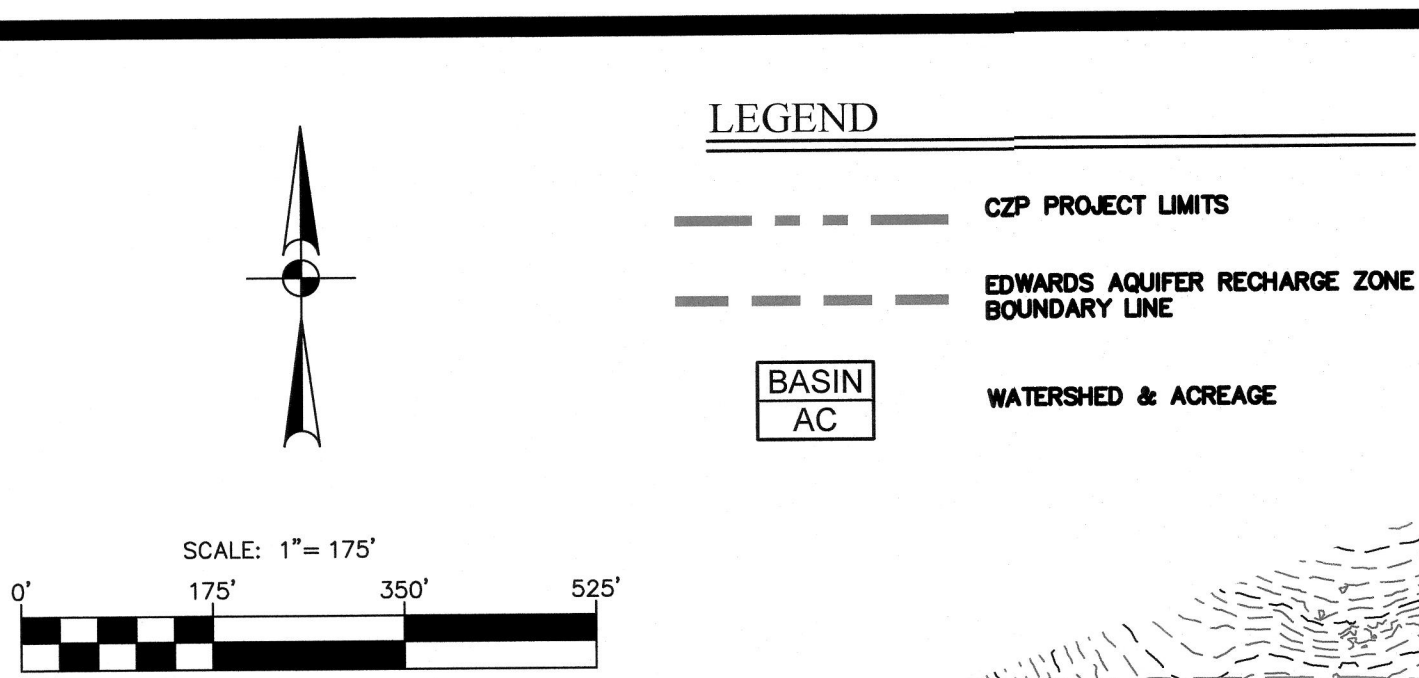 LEGEND
CZP PROJECT LIMITS
EDWARDS AQUIFER RECHARGE ZONE
BOUNDARY LINE
BASIN
AC
WATERSHED & ACREAGE
SCALE: 1"= 175'
0' 175' 350' 525'